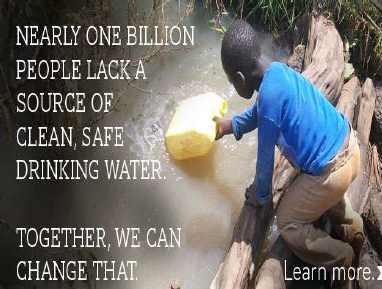 NEARLY ONE BILLION
PEOPLE LACK A
SOURCE OF
CLEAN, SAFE
DRINKING WATER.
TOGETHER, WE CAN
CHANGE THAT.
Learn more.